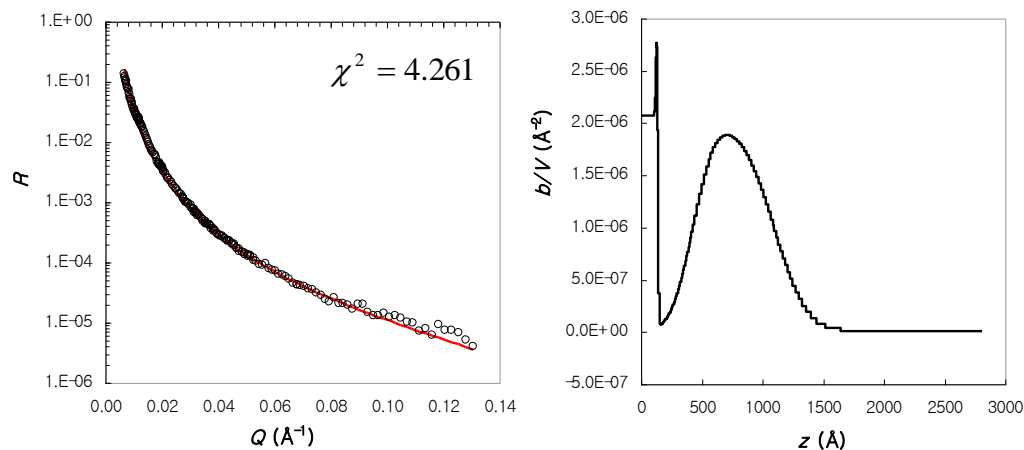 1.E+00
1.E-01
1.E-02
1.E-03
1.E-04
1.E-05
1.E-06
R
χ² = 4.261
0.00 0.02 0.04 0.06 0.08 0.10 0.12 0.14
Q (Å⁻¹)
3.0E-06
2.5E-06
2.0E-06
1.5E-06
1.0E-06
5.0E-07
0.0E+00
-5.0E-07
b/V (Å⁻²)
0 500 1000 1500 2000 2500 3000
z (Å)